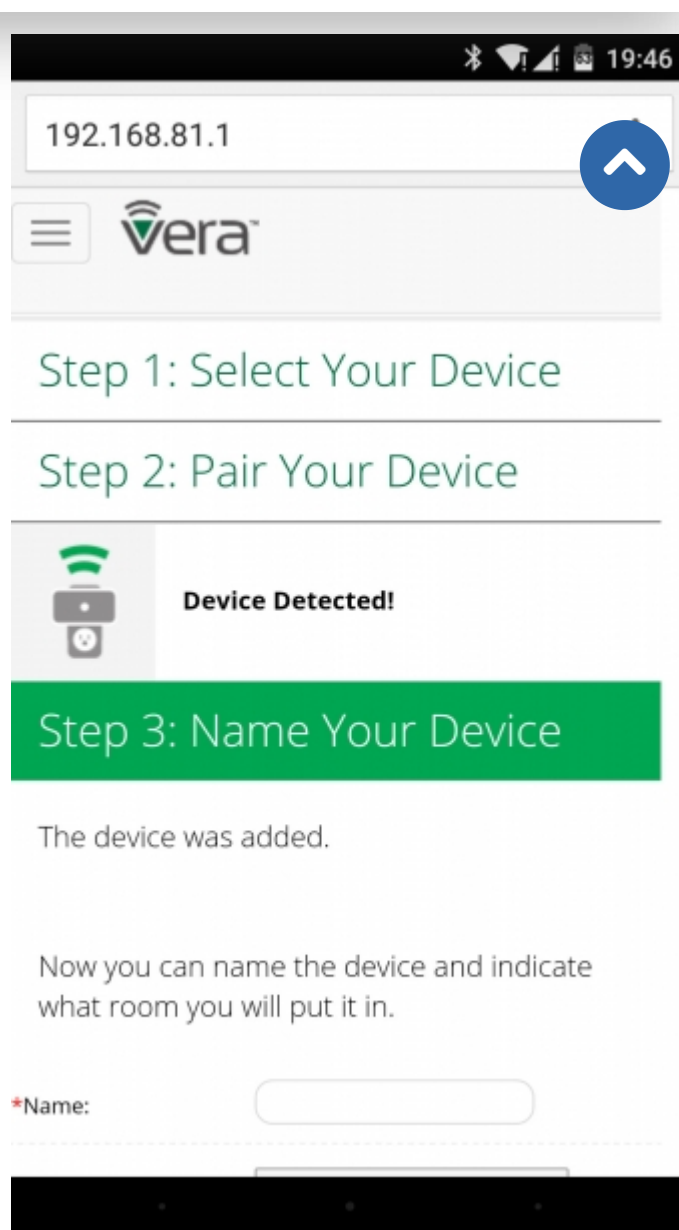 19:46
192.168.81.1
vera™
Step 1: Select Your Device
Step 2: Pair Your Device
Device Detected!
Step 3: Name Your Device
The device was added.
Now you can name the device and indicate
what room you will put it in.
*Name: